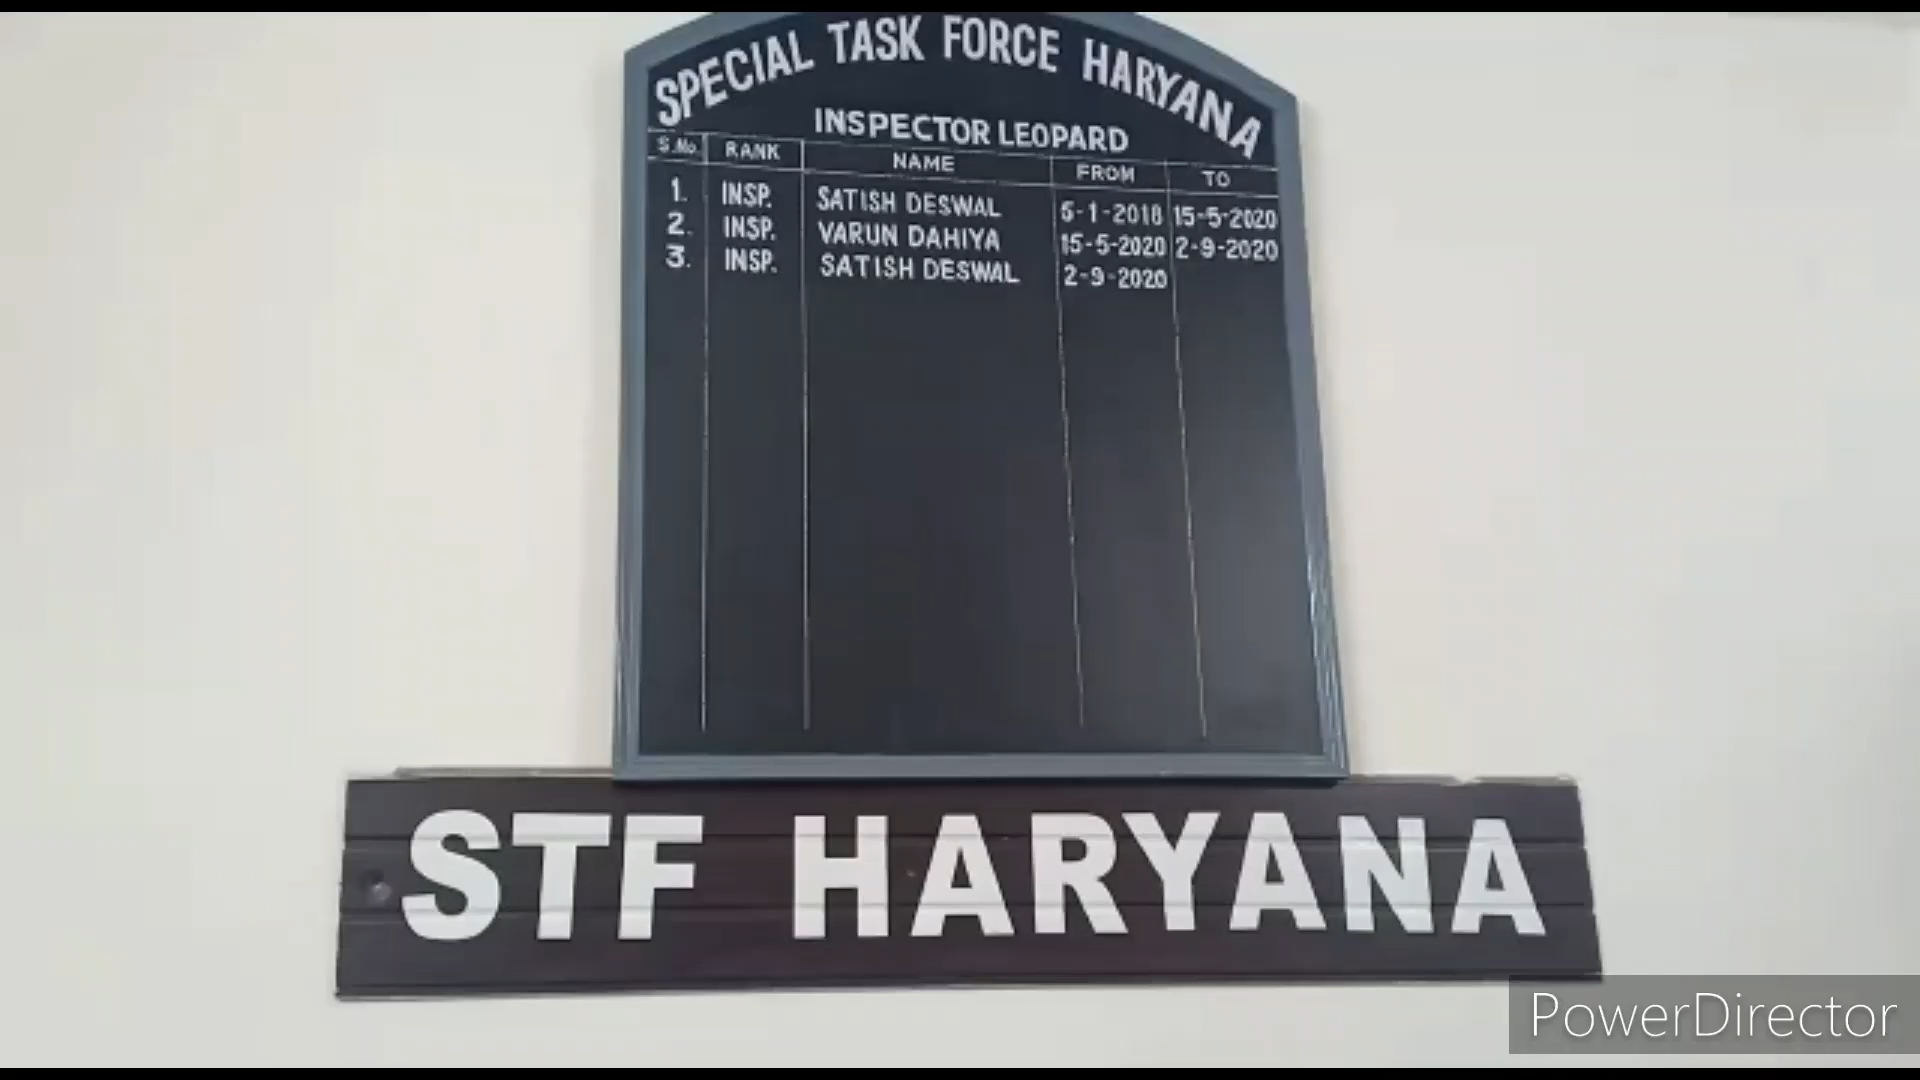 SPECIAL TASK FORCE HARYANA
INSPECTOR LEOPARD
S.No. RANK NAME FROM TO
1. INSP. SATISH DESWAL 5-1-2018 15-5-2020
2. INSP. VARUN DAHIYA 15-5-2020 2-9-2020
3. INSP. SATISH DESWAL 2-9-2020
STF HARYANA
PowerDirector